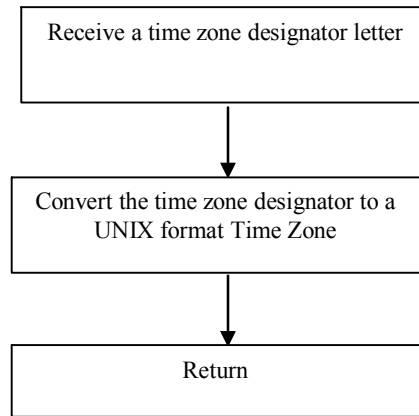 Receive a time zone designator letter
Convert the time zone designator to a
UNIX format Time Zone
Return